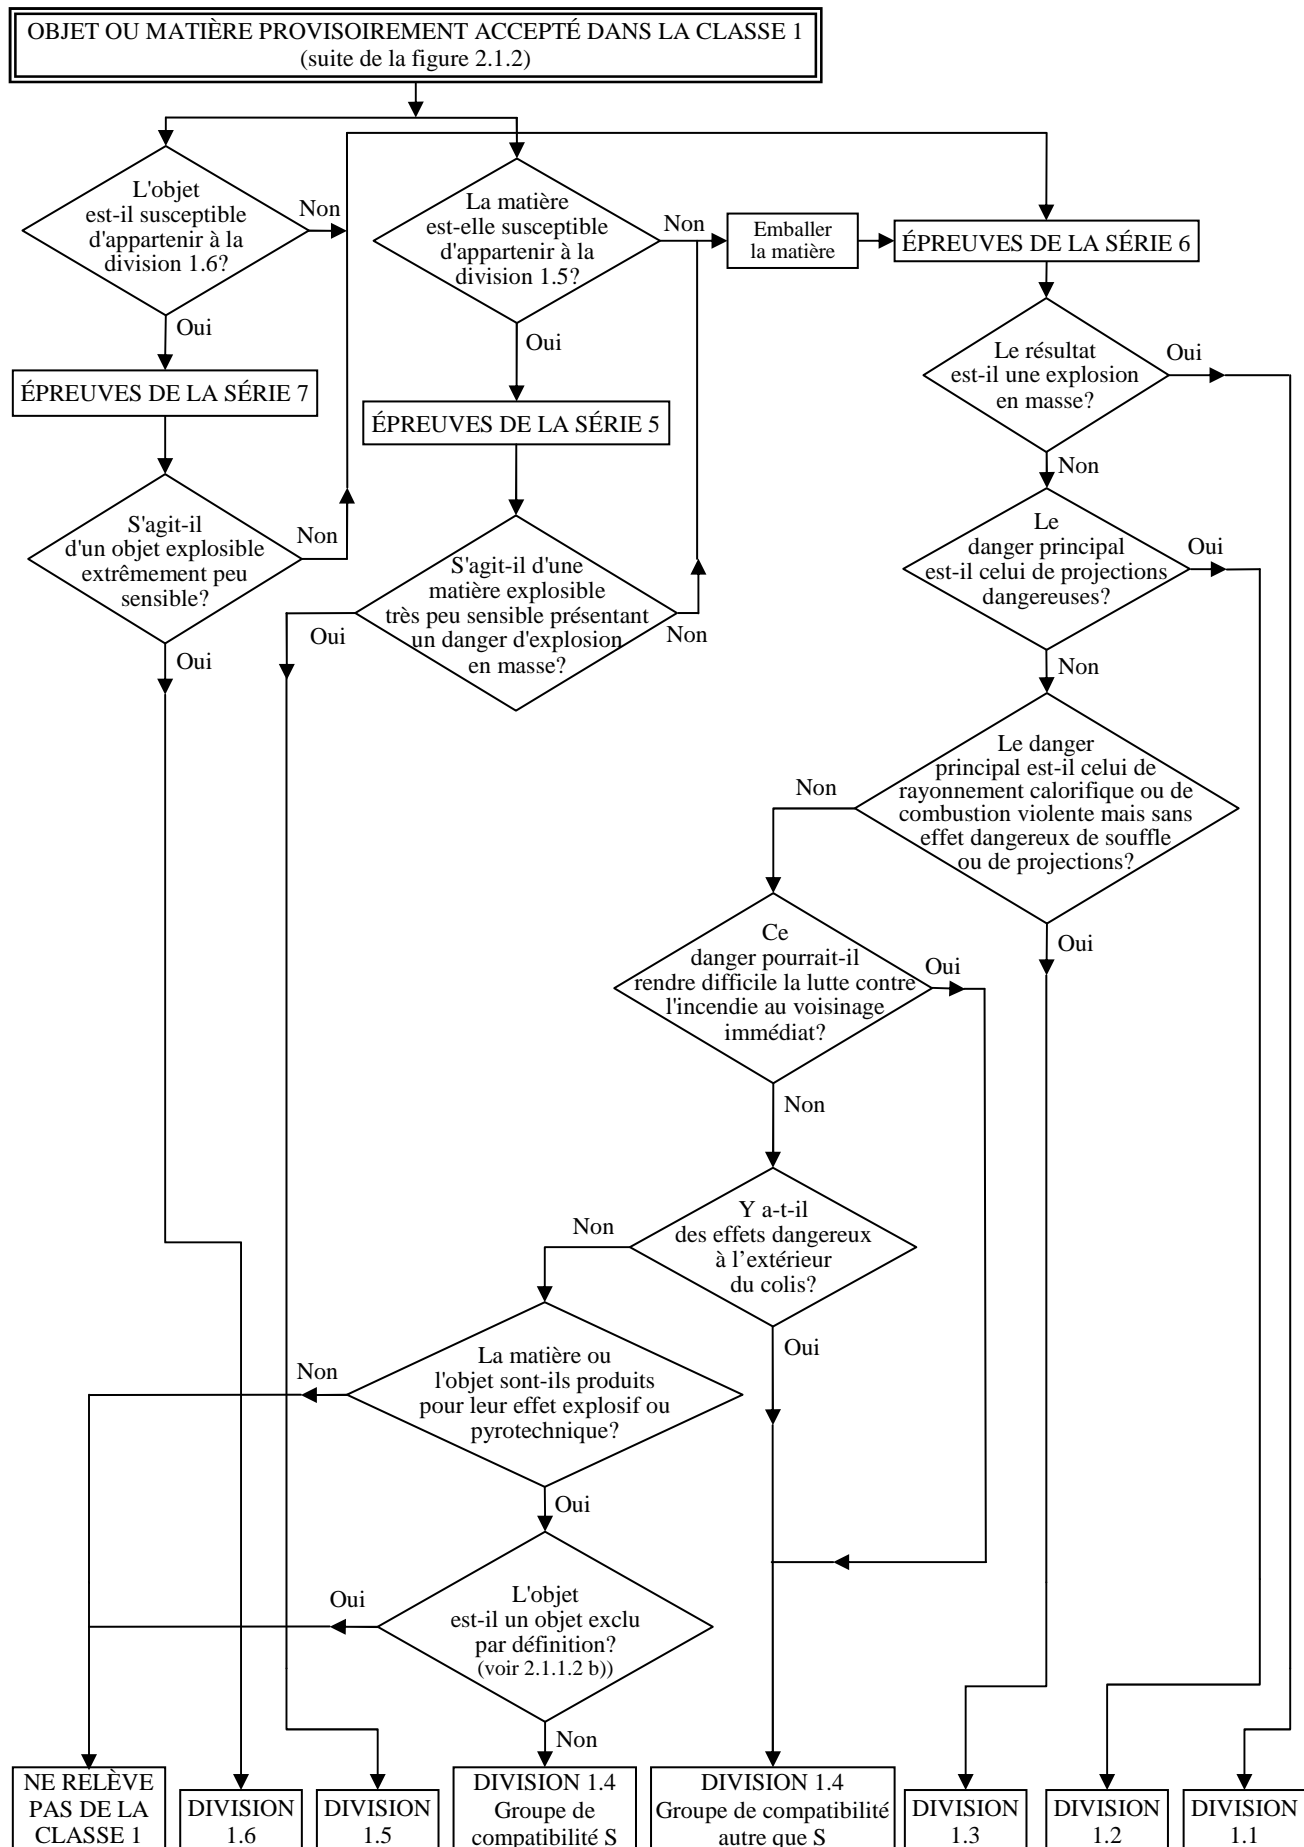 OBJET OU MATIÈRE PROVISOIREMENT ACCEPTÉ DANS LA CLASSE 1
(suite de la figure 2.1.2)
L'objet
est-il susceptible
d'appartenir à la
division 1.6?
Non
Oui
La matière
est-elle susceptible
d'appartenir à la
division 1.5?
Non
Oui
Emballer
la matière
ÉPREUVES DE LA SÉRIE 6
ÉPREUVES DE LA SÉRIE 7
ÉPREUVES DE LA SÉRIE 5
Le résultat
est-il une explosion
en masse?
Oui
Non
S'agit-il
d'un objet explosible
extrêmement peu
sensible?
Non
Oui
S'agit-il d'une
matière explosible
très peu sensible présentant
un danger d'explosion
en masse?
Oui
Non
Le
danger principal
est-il celui de projections
dangereuses?
Oui
Non
Le danger
principal est-il celui de
rayonnement calorifique ou de
combustion violente mais sans
effet dangereux de souffle
ou de projections?
Non
Oui
Ce
danger pourrait-il
rendre difficile la lutte contre
l'incendie au voisinage
immédiat?
Oui
Non
Y a-t-il
des effets dangereux
à l’extérieur
du colis?
Non
Oui
La matière ou
l'objet sont-ils produits
pour leur effet explosif ou
pyrotechnique?
Non
Oui
L'objet
est-il un objet exclu
par définition?
(voir 2.1.1.2 b))
Oui
Non
NE RELÈVE
PAS DE LA
CLASSE 1
DIVISION
1.6
DIVISION
1.5
DIVISION 1.4
Groupe de
compatibilité S
DIVISION 1.4
Groupe de compatibilité
autre que S
DIVISION
1.3
DIVISION
1.2
DIVISION
1.1